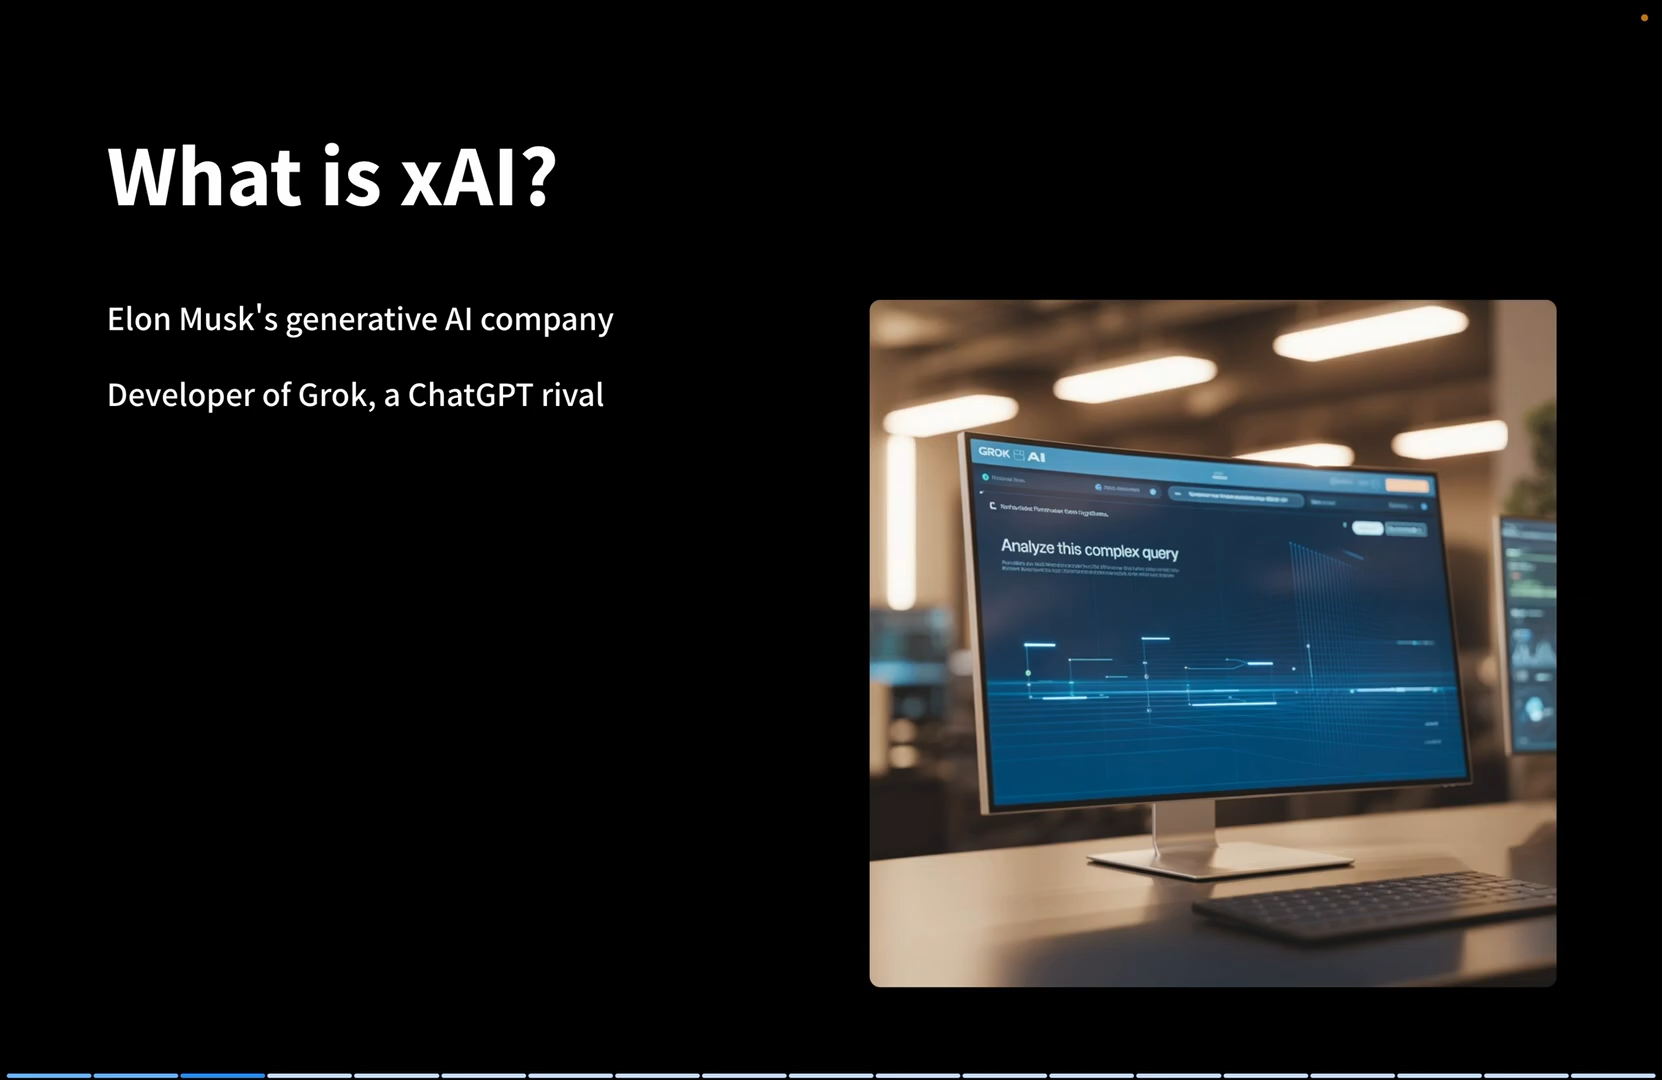 What is xAI?
Elon Musk's generative AI company
Developer of Grok, a ChatGPT rival
GROK AI
Analyze this complex query